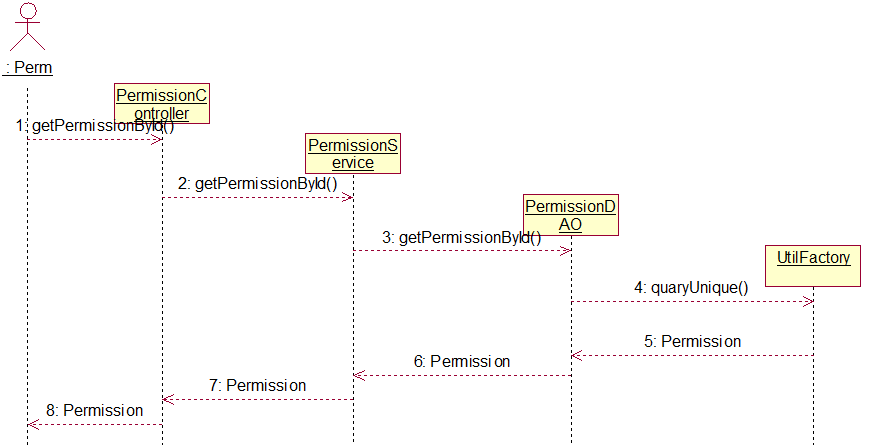 : Perm
PermissionC
ontroller
1: getPermissionById()
PermissionS
ervice
2: getPermissionById()
PermissionD
AO
3: getPermissionById()
UtilFactory
4: quaryUnique()
5: Permission
6: Permission
7: Permission
8: Permission